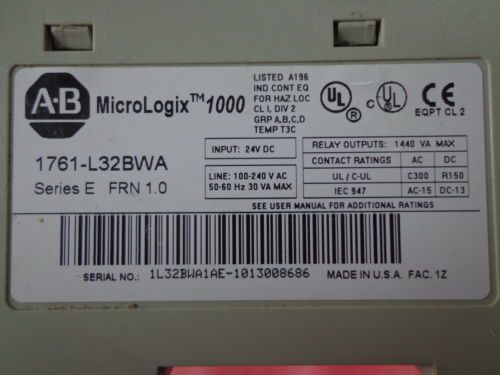 A-B
MicroLogix™1000
LISTED A196
IND CONT EQ
FOR HAZ LOC
CL I, DIV 2
GRP A,B,C,D
TEMP T3C
UL
®
C UL ®
CE
EQPT CL 2
1761-L32BWA
Series E FRN 1.0
INPUT: 24V DC
LINE: 100-240 V AC
50-60 Hz 30 VA MAX
RELAY OUTPUTS: 1440 VA MAX
CONTACT RATINGS AC DC
UL / C-UL C300 R150
IEC 947 AC-15 DC-13
SEE USER MANUAL FOR ADDITIONAL RATINGS
SERIAL NO.: 1L32BWA1AE-1013008686
MADE IN U.S.A. FAC. 1Z